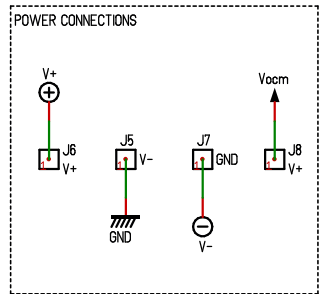 POWER CONNECTIONS
V+
Vocm
J6
J5
J7
J8
1
V+
1
V-
1
GND
1
V+
GND
V-